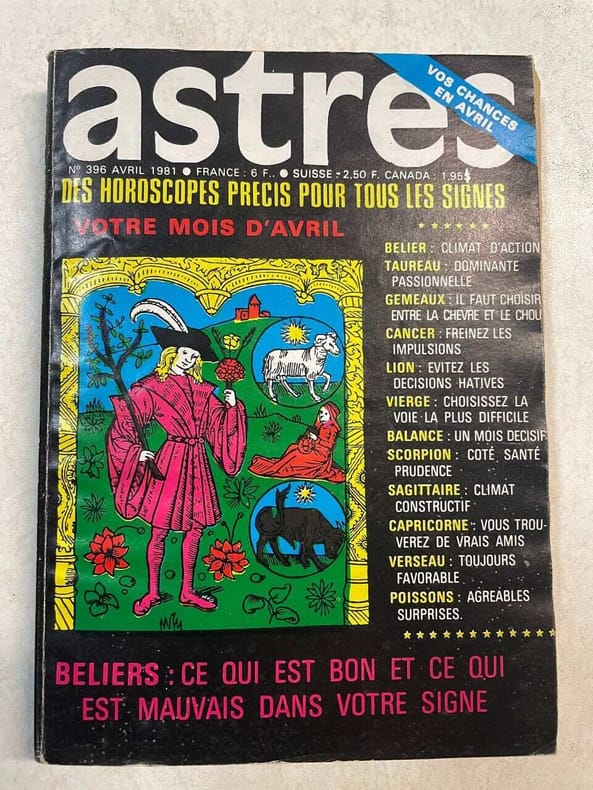 astres
VOS CHANCES
EN AVRIL
N° 396 AVRIL 1981 ● FRANCE : 6 F.. ● SUISSE - 2,50 F. CANADA : 1,95$
DES HOROSCOPES PRECIS POUR TOUS LES SIGNES
VOTRE MOIS D'AVRIL
BELIER : CLIMAT D'ACTION
TAUREAU : DOMINANTE
PASSIONNELLE
GEMEAUX : IL FAUT CHOISIR
ENTRE LA CHEVRE ET LE CHOU
CANCER : FREINEZ LES
IMPULSIONS
LION : EVITEZ LES
DECISIONS HATIVES
VIERGE : CHOISISSEZ LA
VOIE LA PLUS DIFFICILE
BALANCE : UN MOIS DECISIF
SCORPION : COTÉ SANTÉ
PRUDENCE
SAGITTAIRE : CLIMAT
CONSTRUCTIF
CAPRICORNE : VOUS TROU-
VEREZ DE VRAIS AMIS
VERSEAU : TOUJOURS
FAVORABLE
POISSONS : AGREABLES
SURPRISES.
BELIERS : CE QUI EST BON ET CE QUI
EST MAUVAIS DANS VOTRE SIGNE